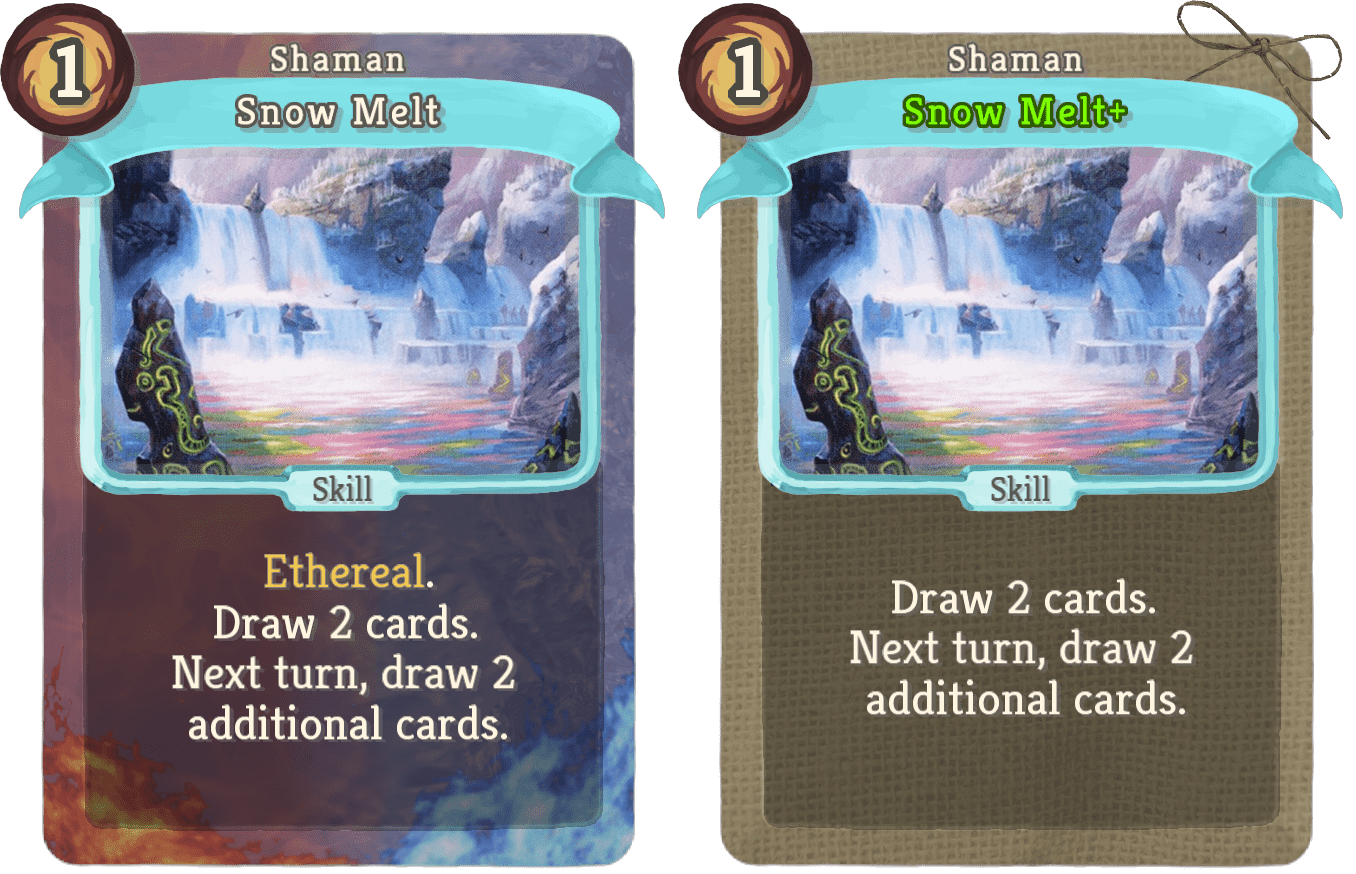 1
Shaman
Snow Melt
Skill
Ethereal.
Draw 2 cards.
Next turn, draw 2
additional cards.
1
Shaman
Snow Melt+
Skill
Draw 2 cards.
Next turn, draw 2
additional cards.